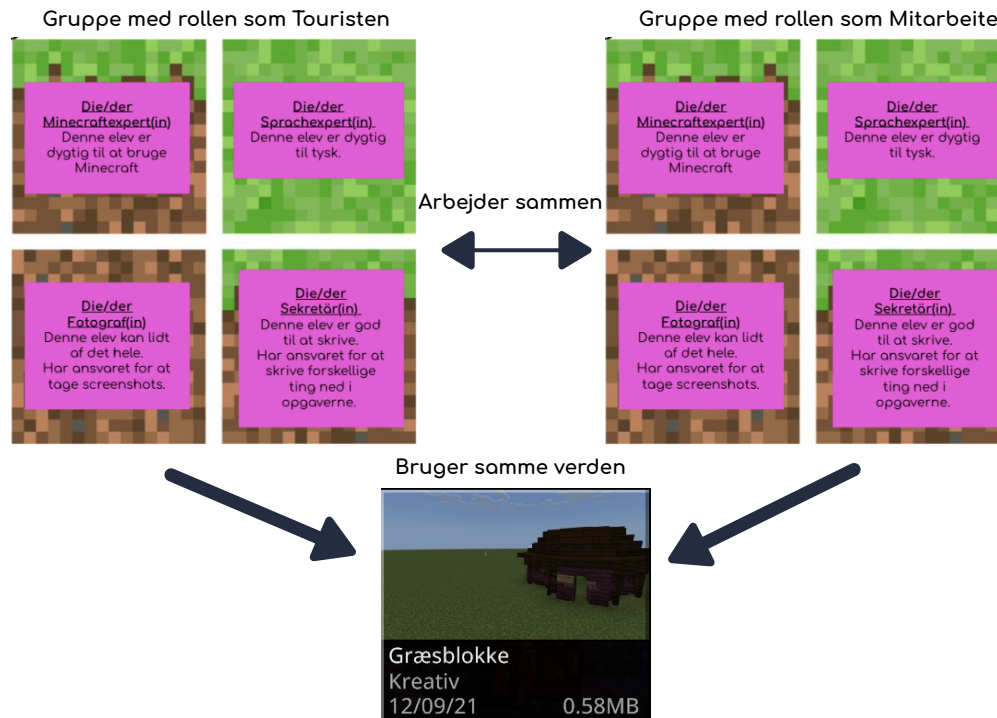 Gruppe med rollen som Touristen
Gruppe med rollen som Mitarbeite
Die/der
Minecraftexpert(in)
Denne elev er
dygtig til at bruge
Minecraft
Die/der
Sprachexpert(in)
Denne elev er dygtig
til tysk.
Die/der
Minecraftexpert(in)
Denne elev er
dygtig til at bruge
Minecraft
Die/der
Sprachexpert(in)
Denne elev er dygtig
til tysk.
Arbejder sammen
Die/der
Fotograf(in)
Denne elev kan lidt
af det hele.
Har ansvaret for at
tage screenshots.
Die/der
Sekretär(in)
Denne elev er god
til at skrive.
Har ansvaret for at
skrive forskellige
ting ned i
opgaverne.
Die/der
Fotograf(in)
Denne elev kan lidt
af det hele.
Har ansvaret for at
tage screenshots.
Die/der
Sekretär(in)
Denne elev er god
til at skrive.
Har ansvaret for at
skrive forskellige
ting ned i
opgaverne.
Bruger samme verden
Græsblokke
Kreativ
12/09/21 0.58MB